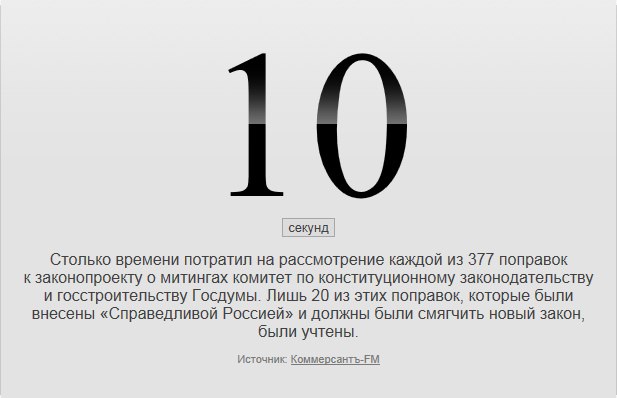 10
секунд
Столько времени потратил на рассмотрение каждой из 377 поправок
к законопроекту о митингах комитет по конституционному законодательству
и госстроительству Госдумы. Лишь 20 из этих поправок, которые были
внесены «Справедливой Россией» и должны были смягчить новый закон,
были учтены.
Источник: Коммерсантъ-FM